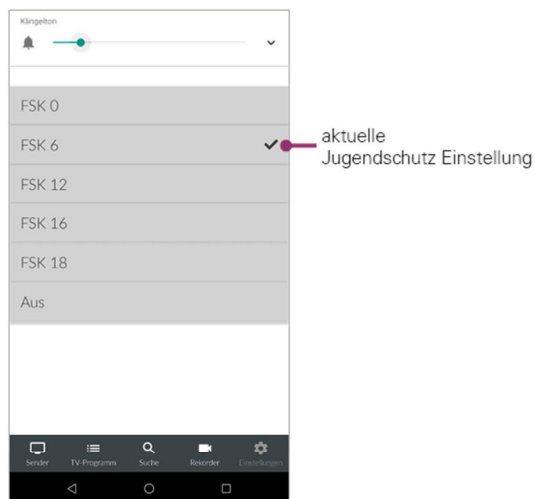 Klingelton
FSK 0
FSK 6
aktuelle
Jugendschutz Einstellung
FSK 12
FSK 16
FSK 18
Aus
Sender TV-Programm Suche Rekorder Einstellungen